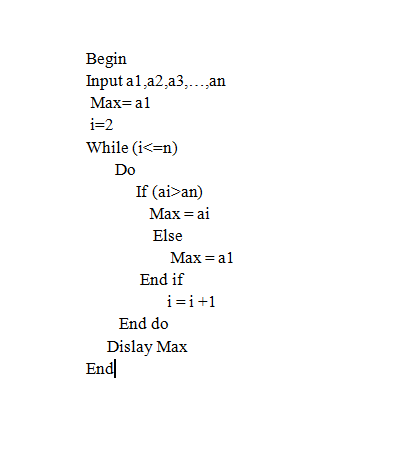 Begin
Input a1,a2,a3,…,an
Max= a1
i=2
While (i<=n)
Do
If (ai>an)
Max = ai
Else
Max = a1
End if
i = i +1
End do
Dislay Max
End